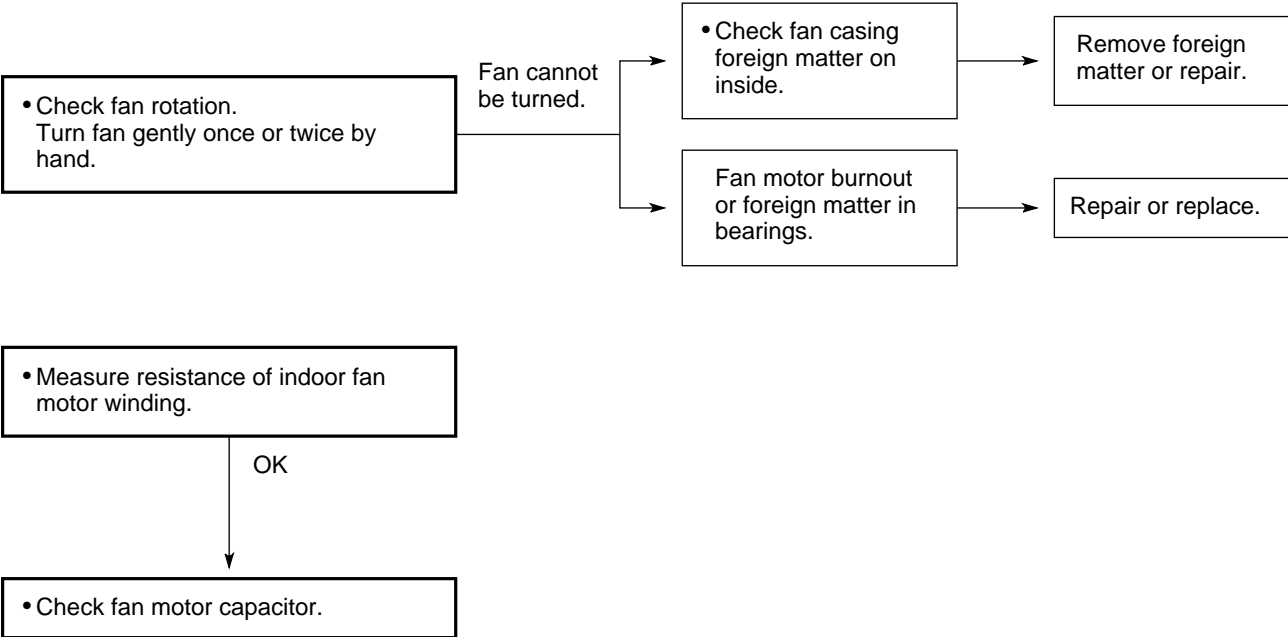 • Check fan rotation.
Turn fan gently once or twice by
hand.
Fan cannot
be turned.
• Check fan casing
foreign matter on
inside.
Remove foreign
matter or repair.
Fan motor burnout
or foreign matter in
bearings.
Repair or replace.
• Measure resistance of indoor fan
motor winding.
OK
• Check fan motor capacitor.